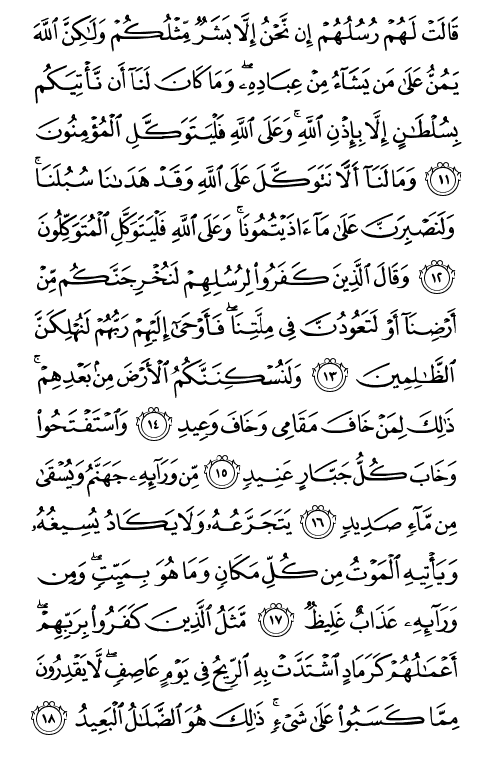 قَالَتۡ لَهُمۡ رُسُلُهُمۡ إِن نَّحۡنُ إِلَّا بَشَرٞ مِّثۡلُكُمۡ وَلَٰكِنَّ ٱللَّهَ
يَمُنُّ عَلَىٰ مَن يَشَآءُ مِنۡ عِبَادِهِۦۖ وَمَا كَانَ لَنَآ أَن نَّأۡتِيَكُم
بِسُلۡطَٰنٍ إِلَّا بِإِذۡنِ ٱللَّهِۚ وَعَلَى ٱللَّهِ فَلۡيَتَوَكَّلِ ٱلۡمُؤۡمِنُونَ
١١ وَمَا لَنَآ أَلَّا نَتَوَكَّلَ عَلَى ٱللَّهِ وَقَدۡ هَدَىٰنَا سُبُلَنَاۚ
وَلَنَصۡبِرَنَّ عَلَىٰ مَآ ءَاذَيۡتُمُونَاۚ وَعَلَى ٱللَّهِ فَلۡيَتَوَكَّلِ ٱلۡمُتَوَكِّلُونَ
١٢ وَقَالَ ٱلَّذِينَ كَفَرُواْ لِرُسُلِهِمۡ لَنُخۡرِجَنَّكُم مِّنۡ
أَرۡضِنَآ أَوۡ لَتَعُودُنَّ فِي مِلَّتِنَاۖ فَأَوۡحَىٰٓ إِلَيۡهِمۡ رَبُّهُمۡ لَنُهۡلِكَنَّ
ٱلظَّٰلِمِينَ ١٣ وَلَنُسۡكِنَنَّكُمُ ٱلۡأَرۡضَ مِنۢ بَعۡدِهِمۡۚ
ذَٰلِكَ لِمَنۡ خَافَ مَقَامِي وَخَافَ وَعِيدِ ١٤ وَٱسۡتَفۡتَحُواْ
وَخَابَ كُلُّ جَبَّارٍ عَنِيدٖ ١٥ مِّن وَرَآئِهِۦ جَهَنَّمُ وَيُسۡقَىٰ
مِن مَّآءٖ صَدِيدٖ ١٦ يَتَجَرَّعُهُۥ وَلَا يَكَادُ يُسِيغُهُۥ
وَيَأۡتِيهِ ٱلۡمَوۡتُ مِن كُلِّ مَكَانٖ وَمَا هُوَ بِمَيِّتٖۖ وَمِن
وَرَآئِهِۦ عَذَابٌ غَلِيظٞ ١٧ مَّثَلُ ٱلَّذِينَ كَفَرُواْ بِرَبِّهِمۡۖ
أَعۡمَٰلُهُمۡ كَرَمَادٍ ٱشۡتَدَّتۡ بِهِ ٱلرِّيحُ فِي يَوۡمٍ عَاصِفٖۖ لَّا يَقۡدِرُونَ
مِمَّا كَسَبُواْ عَلَىٰ شَيۡءٖۚ ذَٰلِكَ هُوَ ٱلضَّلَٰلُ ٱلۡبَعِيدُ ١٨